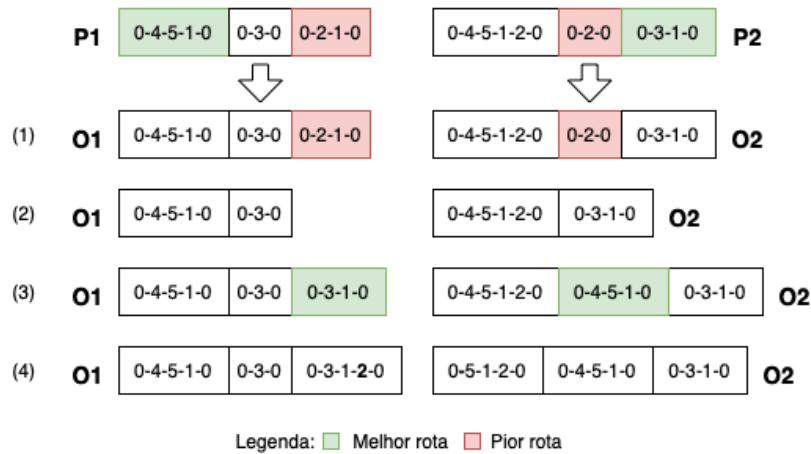 P1 0-4-5-1-0 0-3-0 0-2-1-0 0-4-5-1-2-0 0-2-0 0-3-1-0 P2
(1) O1 0-4-5-1-0 0-3-0 0-2-1-0 0-4-5-1-2-0 0-2-0 0-3-1-0 O2
(2) O1 0-4-5-1-0 0-3-0 0-4-5-1-2-0 0-3-1-0 O2
(3) O1 0-4-5-1-0 0-3-0 0-3-1-0 0-4-5-1-2-0 0-4-5-1-0 0-3-1-0 O2
(4) O1 0-4-5-1-0 0-3-0 0-3-1-2-0 0-5-1-2-0 0-4-5-1-0 0-3-1-0 O2
Legenda: Melhor rota Pior rota